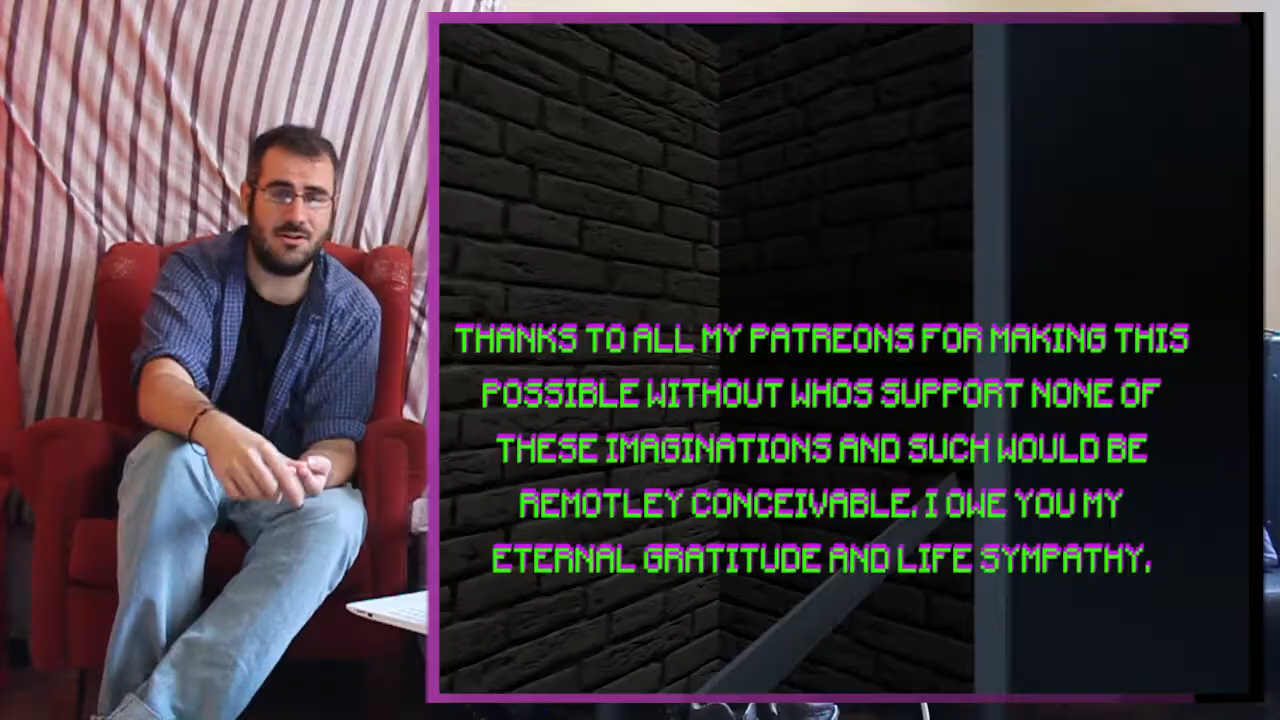 THANKS TO ALL MY PATREONS FOR MAKING THIS
POSSIBLE WITHOUT WHOS SUPPORT NONE OF
THESE IMAGINATIONS AND SUCH WOULD BE
REMOTLEY CONCEIVABLE. I OWE YOU MY
ETERNAL GRATITUDE AND LIFE SYMPATHY.